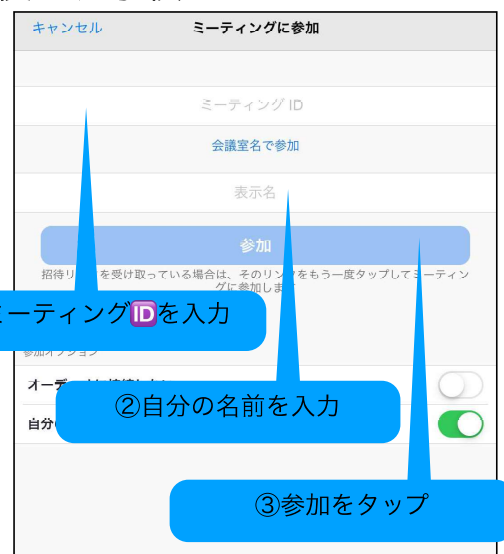 キャンセル
ミーティングに参加
ミーティング ID
会議室名で参加
表示名
参加
招待リ を受け取っている場合は、そのリン をもう一度タップしてミーティン
グに参加しま
ーティング🆔を入力
参加オプション
オーデ
②自分の名前を入力
自分
③参加をタップ